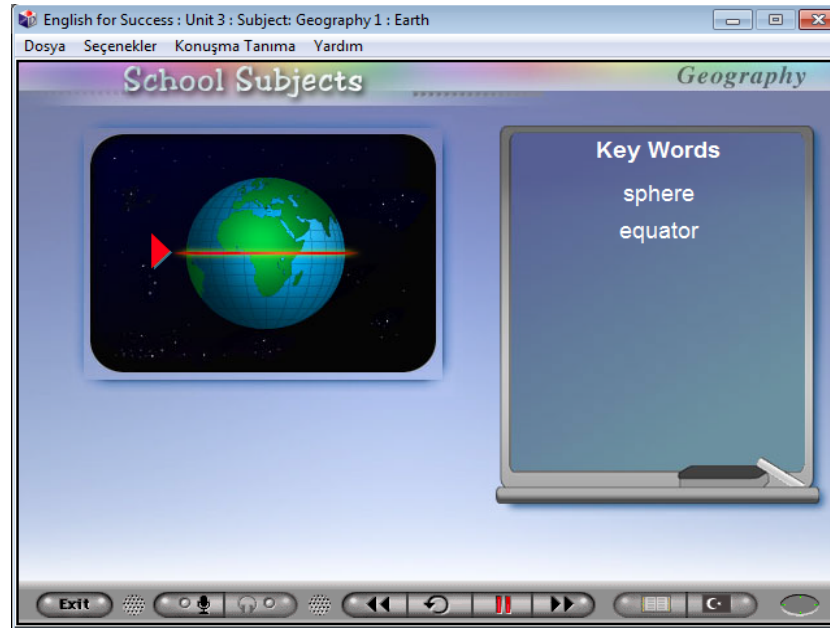 English for Success : Unit 3 : Subject: Geography 1 : Earth
Dosya Seçenekler Konuşma Tanıma Yardım
School Subjects
Geography
Key Words
sphere
equator
Exit